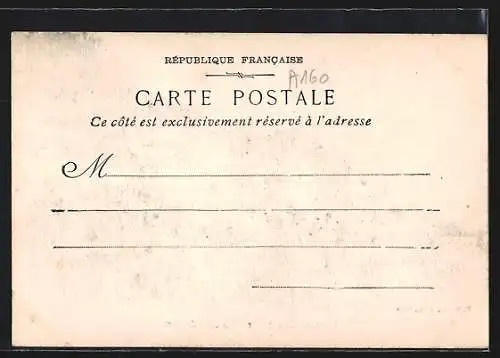 RÉPUBLIQUE FRANÇAISE
A160
CARTE POSTALE
Ce côté est exclusivement réservé à l'adresse
M